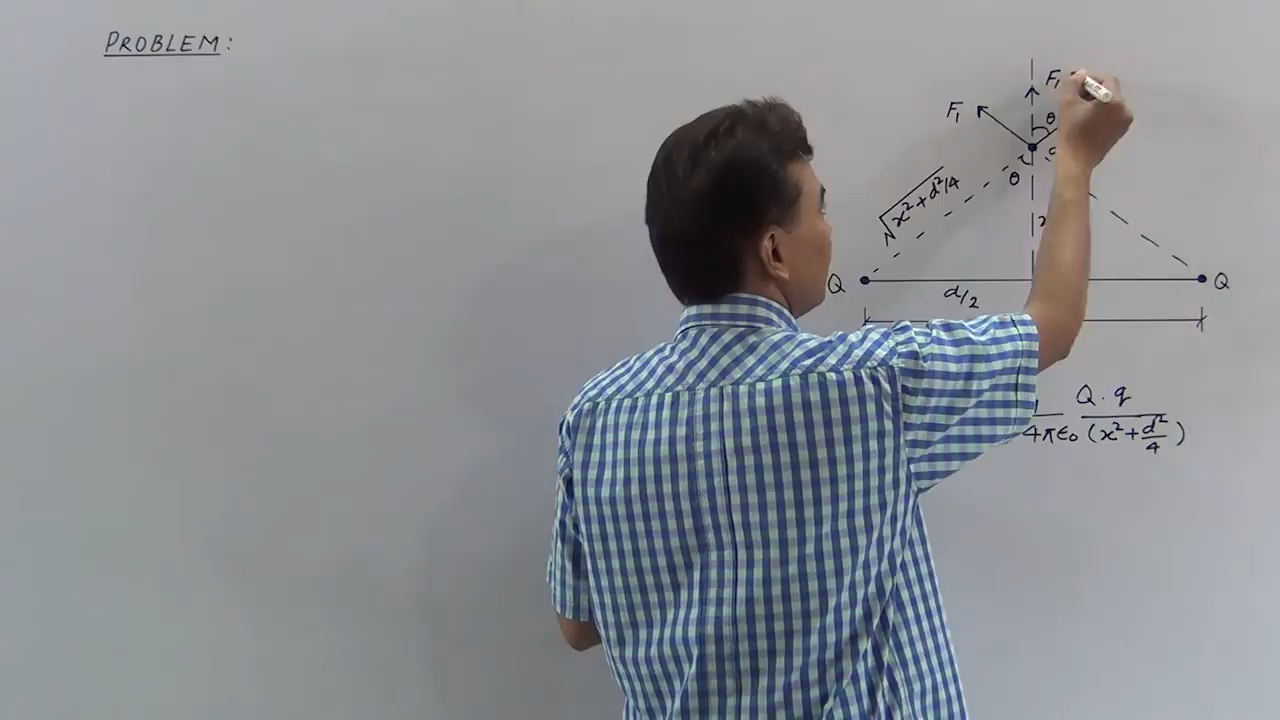 PROBLEM:
F₁
F₁
θ
θ
√x²+d²/4
Q
Q
d/2
Q.q
4πε₀ (x²+d²/4)